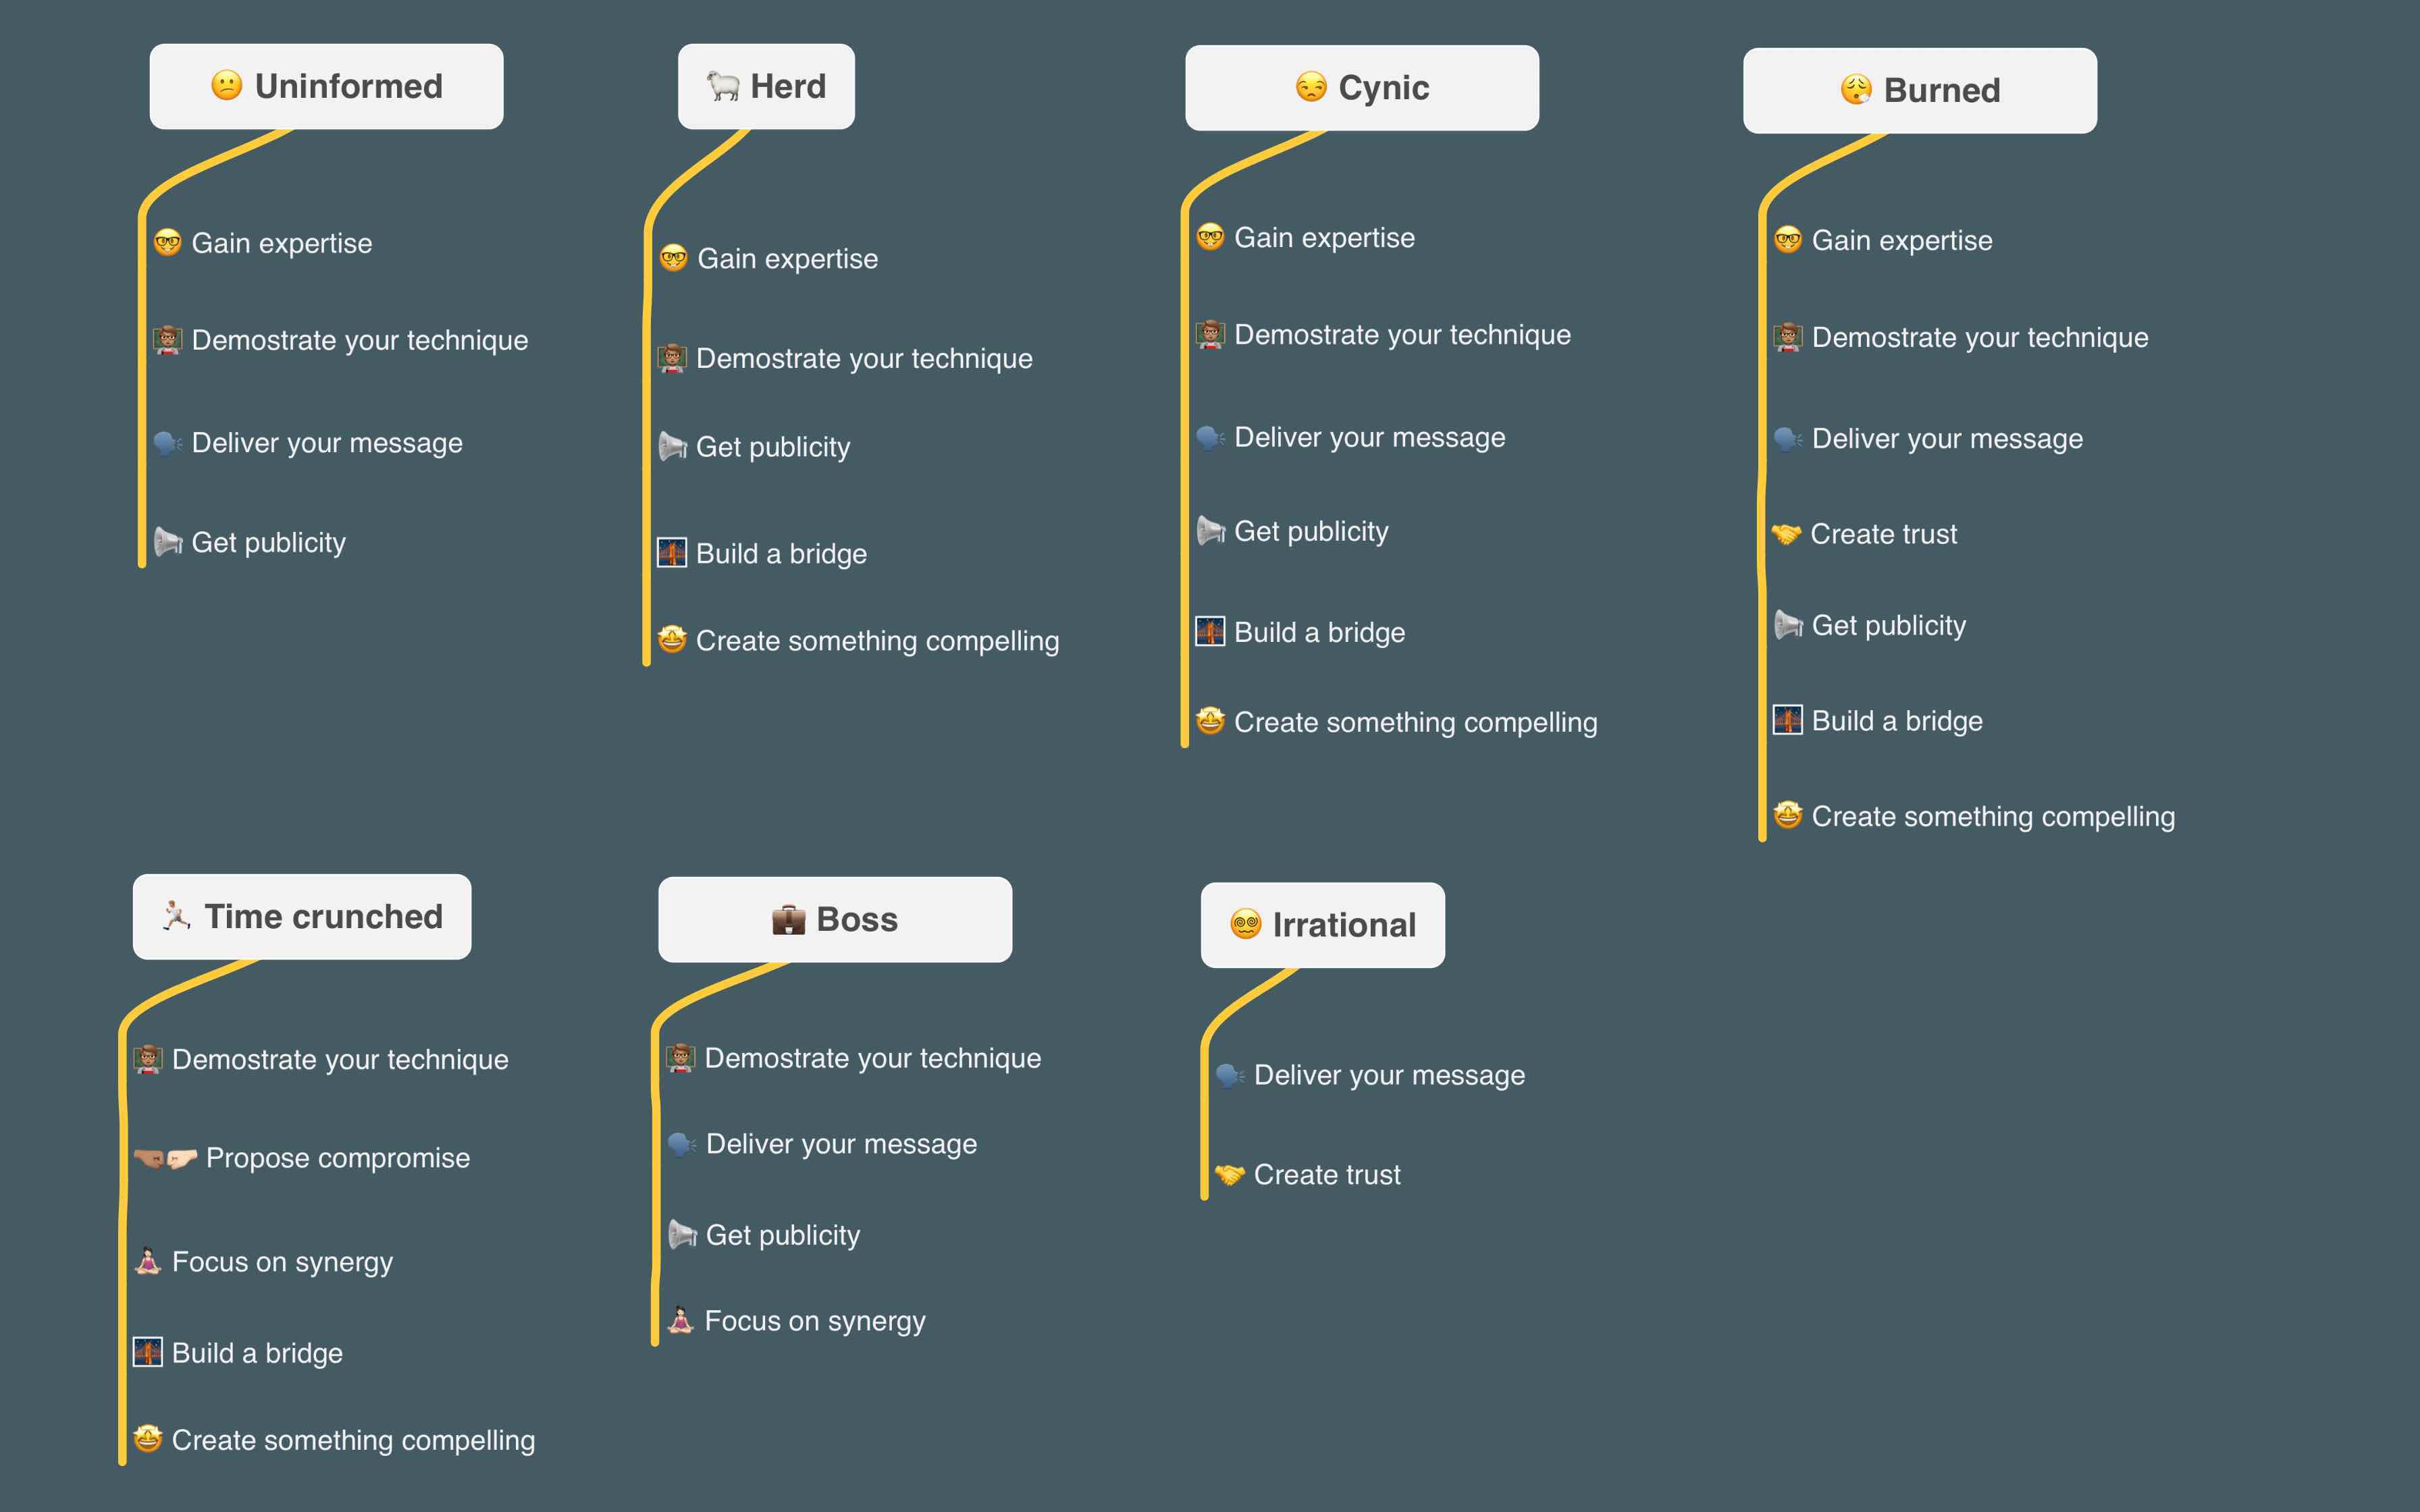 😕 Uninformed
🤓 Gain expertise
👨🏽‍🏫 Demostrate your technique
🗣 Deliver your message
📢 Get publicity
🐑 Herd
🤓 Gain expertise
👨🏽‍🏫 Demostrate your technique
📢 Get publicity
🌉 Build a bridge
🤩 Create something compelling
😒 Cynic
🤓 Gain expertise
👨🏽‍🏫 Demostrate your technique
🗣 Deliver your message
📢 Get publicity
🌉 Build a bridge
🤩 Create something compelling
😮‍💨 Burned
🤓 Gain expertise
👨🏽‍🏫 Demostrate your technique
🗣 Deliver your message
🤝 Create trust
📢 Get publicity
🌉 Build a bridge
🤩 Create something compelling
🏃🏼 Time crunched
👨🏽‍🏫 Demostrate your technique
🤜🏽🤛🏻 Propose compromise
🧘🏻‍♀️ Focus on synergy
🌉 Build a bridge
🤩 Create something compelling
💼 Boss
👨🏽‍🏫 Demostrate your technique
🗣 Deliver your message
📢 Get publicity
🧘🏻‍♀️ Focus on synergy
😵‍💫 Irrational
🗣 Deliver your message
🤝 Create trust